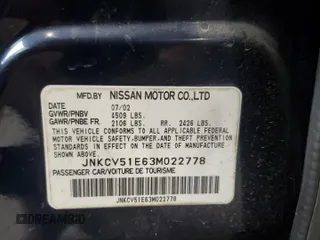 MFD. BY NISSAN MOTOR CO.,LTD
DATE 07/02
GVWR/PNBV 4509 LBS.
GAWR/PNBE FR. 2106 LBS. RR. 2426 LBS.
THIS VEHICLE CONFORMS TO ALL APPLICABLE FEDERAL
MOTOR VEHICLE SAFETY,BUMPER,AND THEFT PREVENTION
STANDARDS IN EFFECT ON THE DATE OF MANUFACTURE
SHOWN ABOVE.
JNKCV51E63M022778
PASSENGER CAR/VOITURE DE TOURISME
JNKCV51E63M022778
DREAMBID